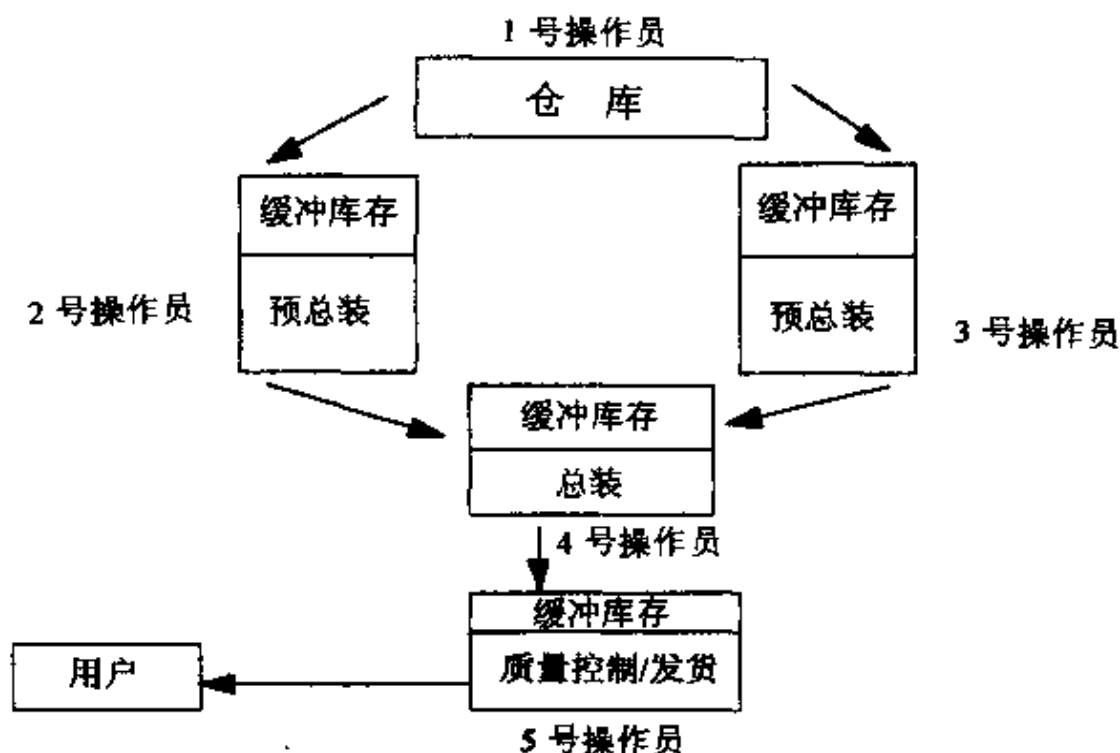 1 号操作员
仓 库
缓冲库存
缓冲库存
2 号操作员
预总装
预总装
3 号操作员
缓冲库存
总装
4 号操作员
缓冲库存
用户
质量控制/发货
5 号操作员